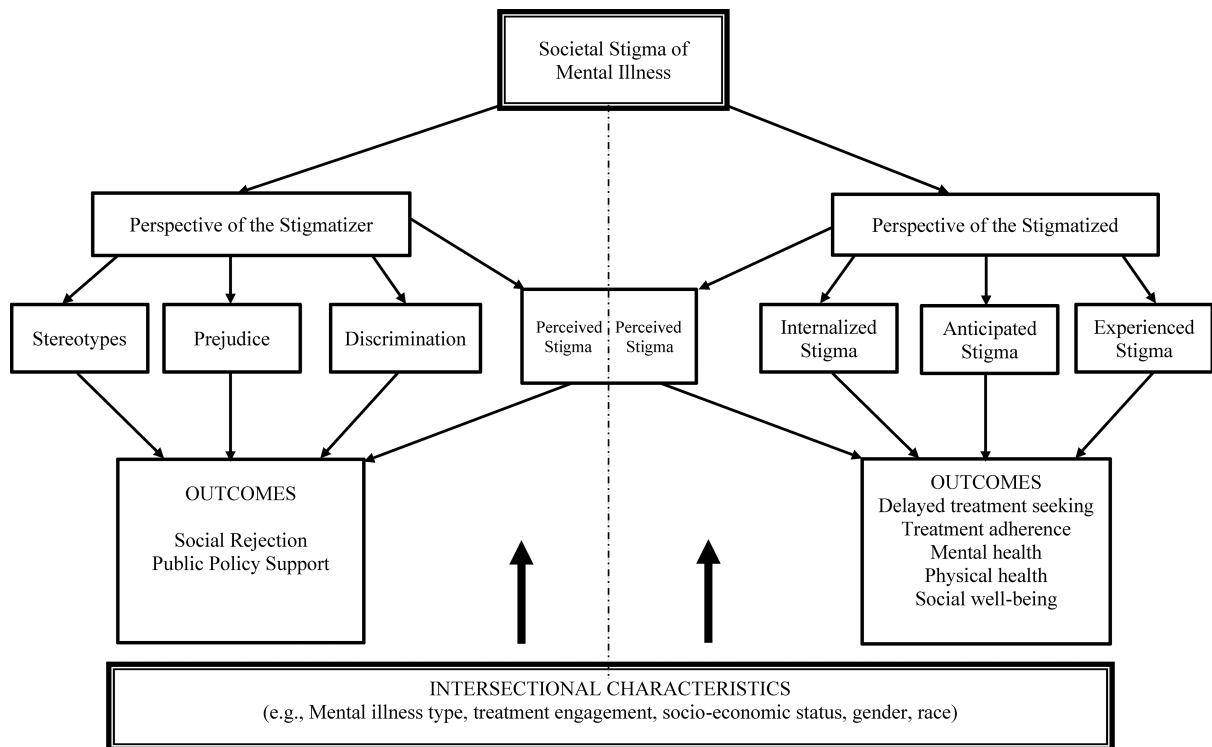 Societal Stigma of
Mental Illness
Perspective of the Stigmatizer
Perspective of the Stigmatized
Stereotypes
Prejudice
Discrimination
Perceived
Stigma
Perceived
Stigma
Internalized
Stigma
Anticipated
Stigma
Experienced
Stigma
OUTCOMES
Social Rejection
Public Policy Support
OUTCOMES
Delayed treatment seeking
Treatment adherence
Mental health
Physical health
Social well-being
INTERSECTIONAL CHARACTERISTICS
(e.g., Mental illness type, treatment engagement, socio-economic status, gender, race)